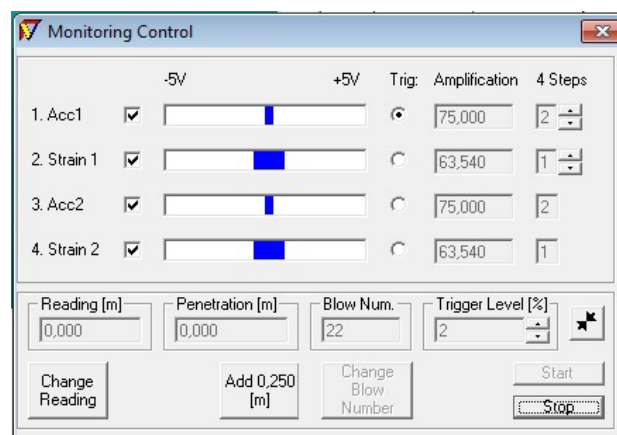 Monitoring Control
-5V +5V Trig: Amplification 4 Steps
1. Acc1 75,000 2
2. Strain 1 63,540 1
3. Acc2 75,000 2
4. Strain 2 63,540 1
Reading [m] Penetration [m] Blow Num. Trigger Level [%]
0,000 0,000 22 2
Change
Reading
Add 0,250
[m]
Change
Blow
Number
Start
Stop